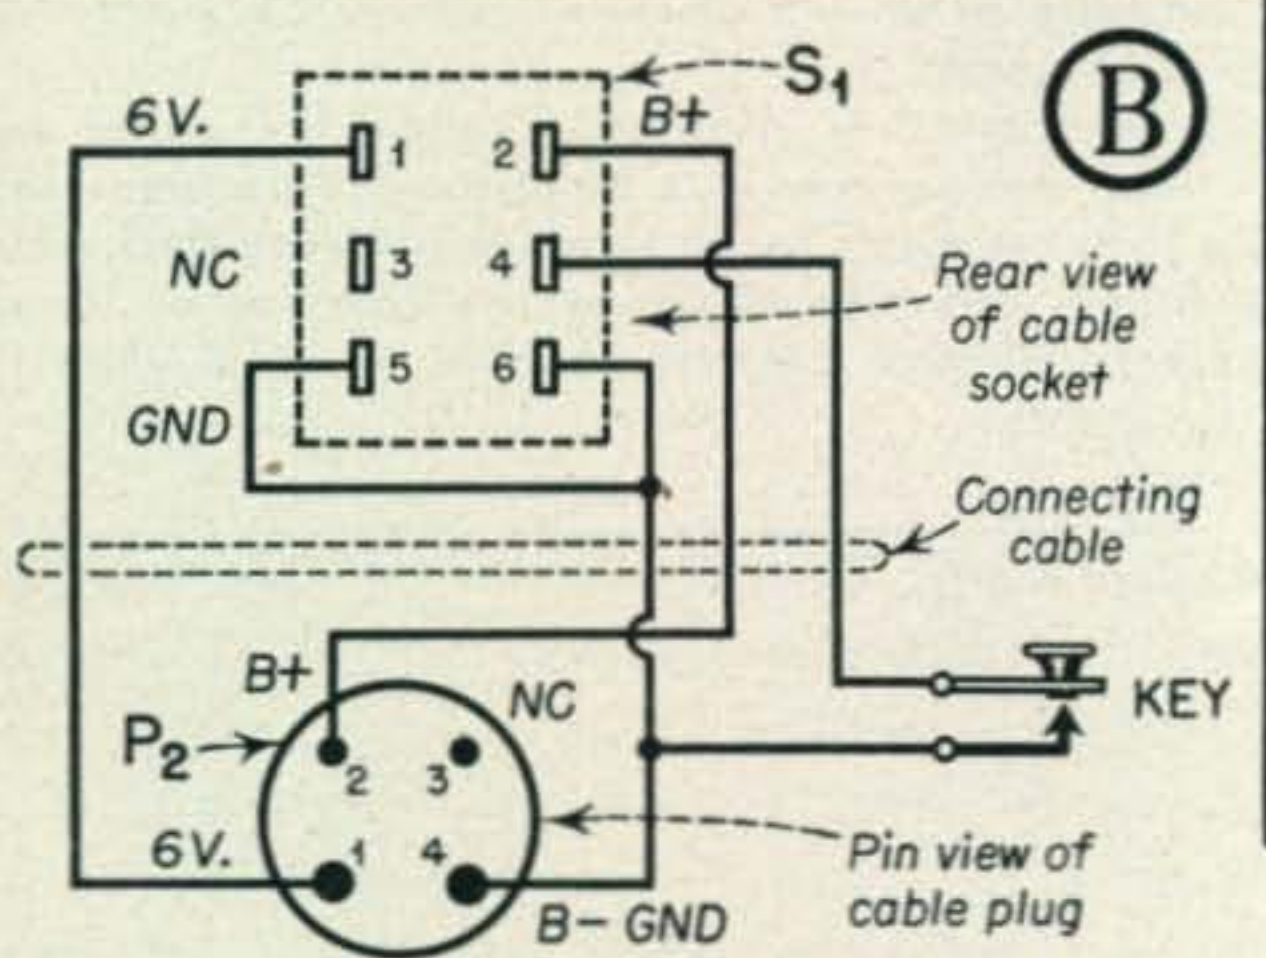 S1
B
6V.
B+
1
2
NC
3
4
Rear view
of cable
socket
5
6
GND
Connecting
cable
B+
NC
KEY
P2
2
3
6V.
1
4
Pin view of
cable plug
B- GND